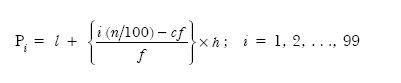 P_i = l + { (i (n/100) – cf) / f } × h ; i = 1, 2, . . ., 99